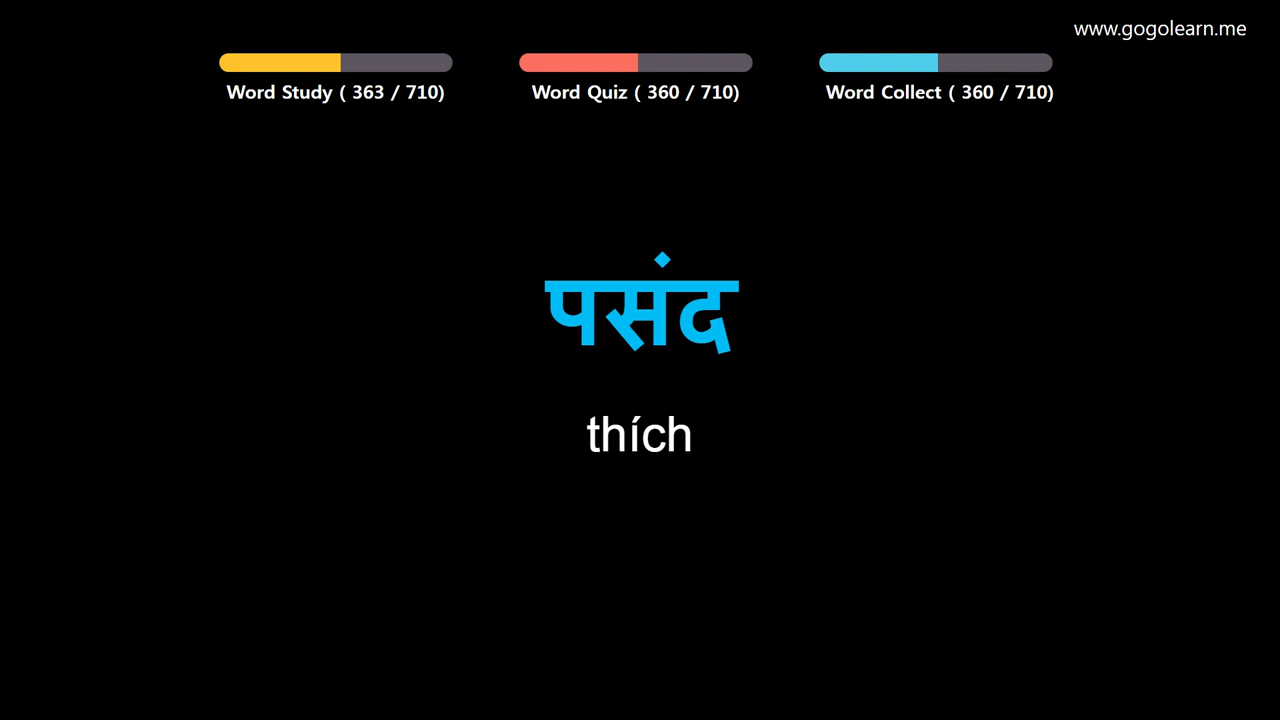 www.gogolearn.me
Word Study ( 363 / 710)
Word Quiz ( 360 / 710)
Word Collect ( 360 / 710)
पसंद
thích